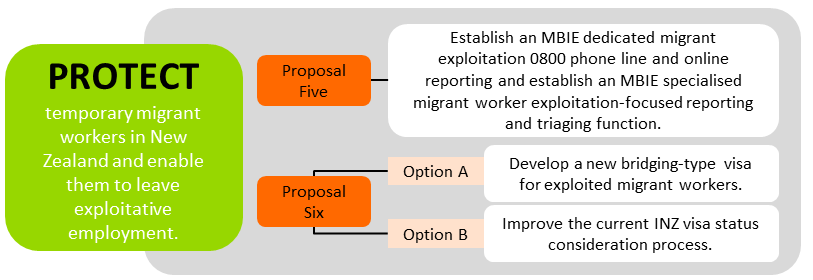 PROTECT
temporary migrant
workers in New
Zealand and enable
them to leave
exploitative
employment.
Proposal
Five
Establish an MBIE dedicated migrant
exploitation 0800 phone line and online
reporting and establish an MBIE specialised
migrant worker exploitation-focused reporting
and triaging function.
Proposal
Six
Option A
Develop a new bridging-type visa
for exploited migrant workers.
Option B
Improve the current INZ visa status
consideration process.